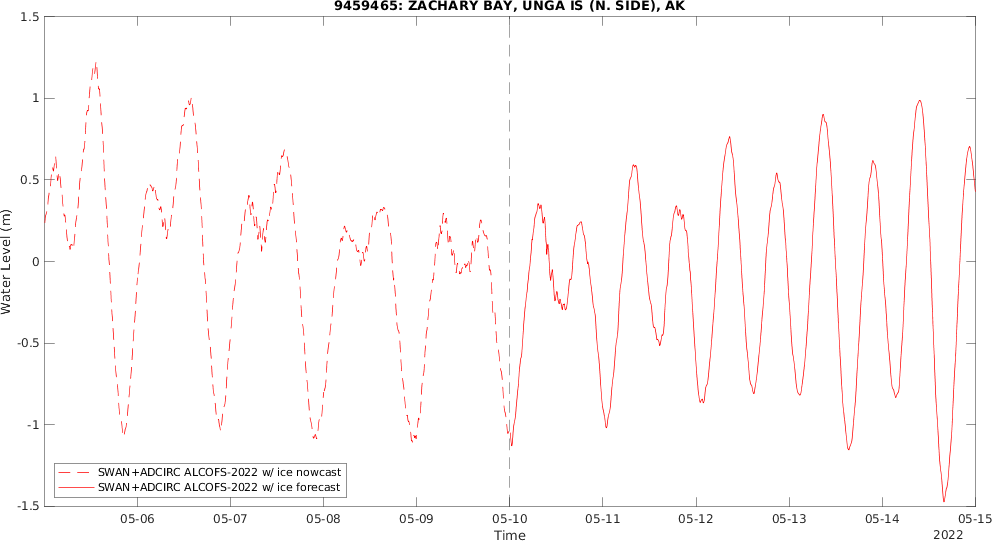 9459465: ZACHARY BAY, UNGA IS (N. SIDE), AK
1.5
1
0.5
0
-0.5
-1
-1.5
Water Level (m)
SWAN+ADCIRC ALCOFS-2022 w/ ice nowcast
SWAN+ADCIRC ALCOFS-2022 w/ ice forecast
05-06 05-07 05-08 05-09 05-10 05-11 05-12 05-13 05-14 05-15
Time
2022